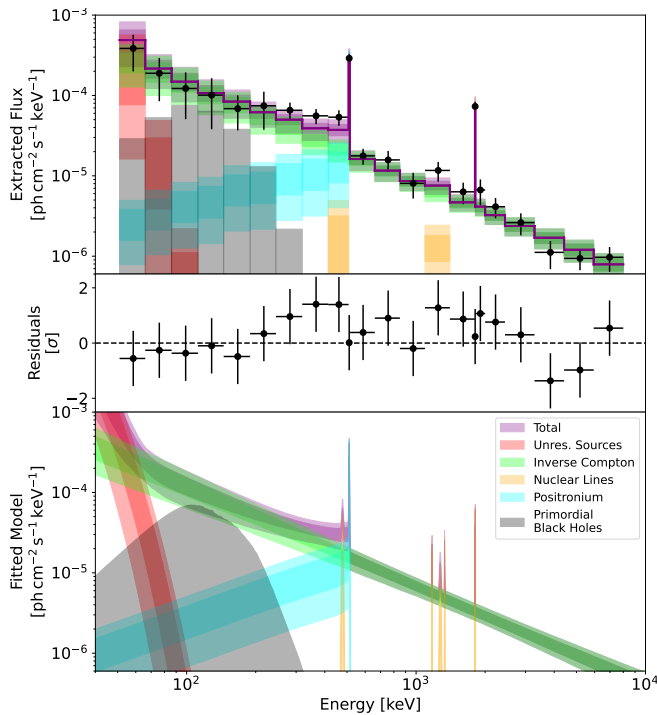 10⁻³
10⁻⁴
10⁻⁵
10⁻⁶
Extracted Flux
[ph cm⁻² s⁻¹ keV⁻¹]
2
0
−2
Residuals
[σ]
10⁻³
10⁻⁴
10⁻⁵
10⁻⁶
Fitted Model
[ph cm⁻² s⁻¹ keV⁻¹]
Total
Unres. Sources
Inverse Compton
Nuclear Lines
Positronium
Primordial
Black Holes
10²
10³
10⁴
Energy [keV]